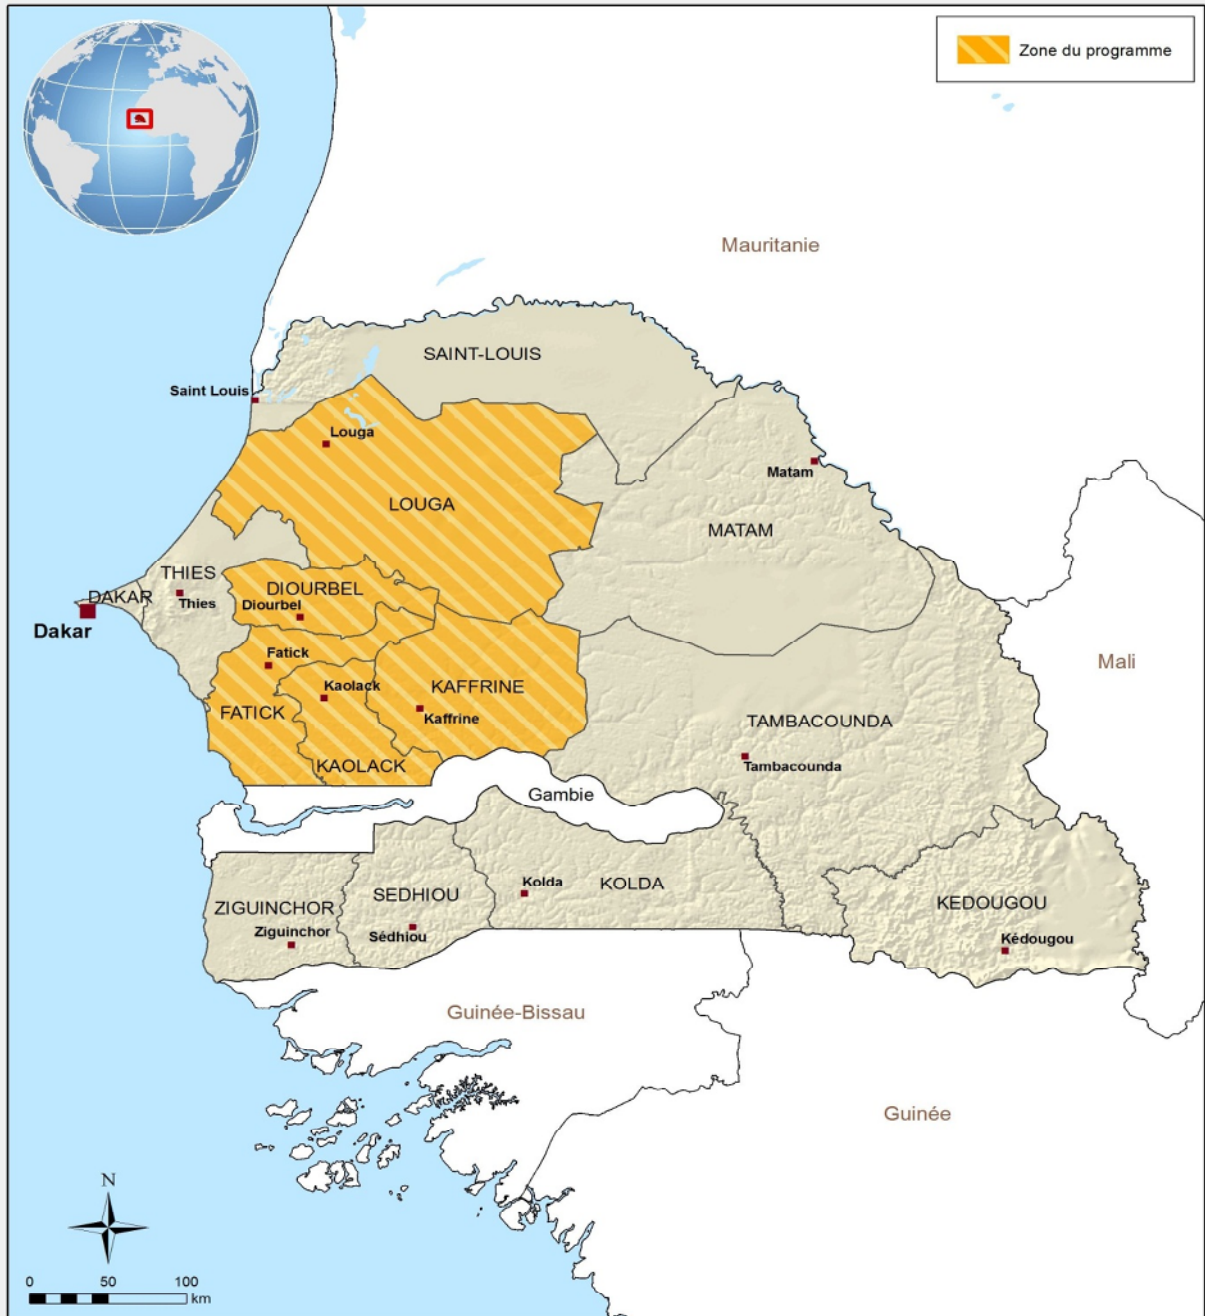 Zone du programme
Mauritanie
SAINT-LOUIS
Saint Louis
Louga
Matam
LOUGA
MATAM
THIES
DIOURBEL
DAKAR
Thies
Diourbel
Dakar
Fatick
Mali
Kaolack
KAFFRINE
FATICK
Kaffrine
TAMBACOUNDA
KAOLACK
Tambacounda
Gambie
Kolda
KOLDA
SEDHIOU
KEDOUGOU
ZIGUINCHOR
Ziguinchor
Sédhiou
Kédougou
Guinée-Bissau
Guinée
N
0 50 100
km